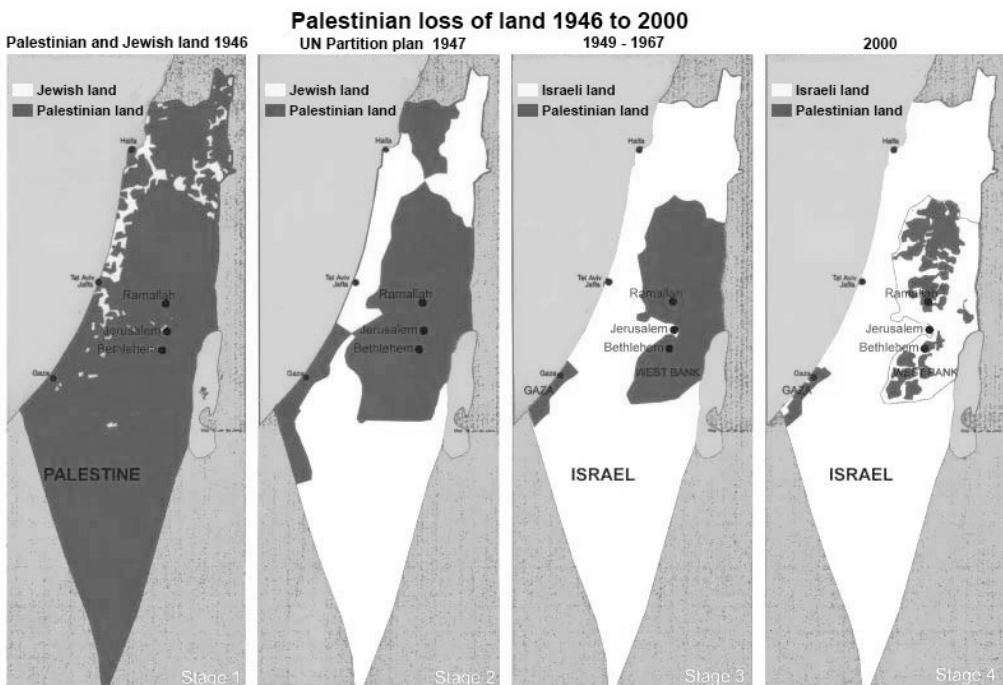 Palestinian loss of land 1946 to 2000
Palestinian and Jewish land 1946
Jewish land
Palestinian land
Haifa
Tel Aviv
Jaffa
Ramallah
Jerusalem
Bethlehem
Gaza
PALESTINE
Stage 1
UN Partition plan 1947
Jewish land
Palestinian land
Haifa
Tel Aviv
Jaffa
Ramallah
Jerusalem
Bethlehem
Gaza
Stage 2
1949 - 1967
Israeli land
Palestinian land
Haifa
Tel Aviv
Jaffa
Ramallah
Jerusalem
Bethlehem
Gaza
GAZA
WEST BANK
ISRAEL
Stage 3
2000
Israeli land
Palestinian land
Haifa
Tel Aviv
Jaffa
Ramallah
Jerusalem
Bethlehem
Gaza
GAZA
WEST BANK
ISRAEL
Stage 4